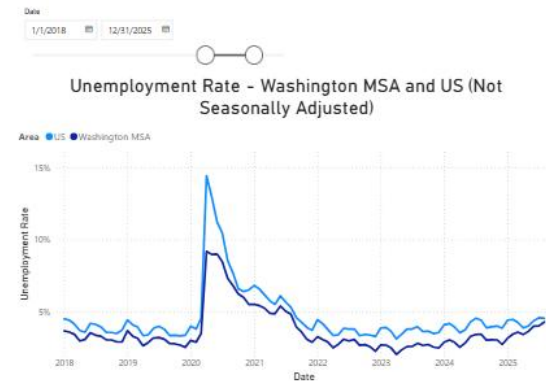 Date
1/1/2018 12/31/2025
Unemployment Rate - Washington MSA and US (Not
Seasonally Adjusted)
Area US Washington MSA
15%
10%
5%
Unemployment Rate
2018 2019 2020 2021 2022 2023 2024 2025
Date